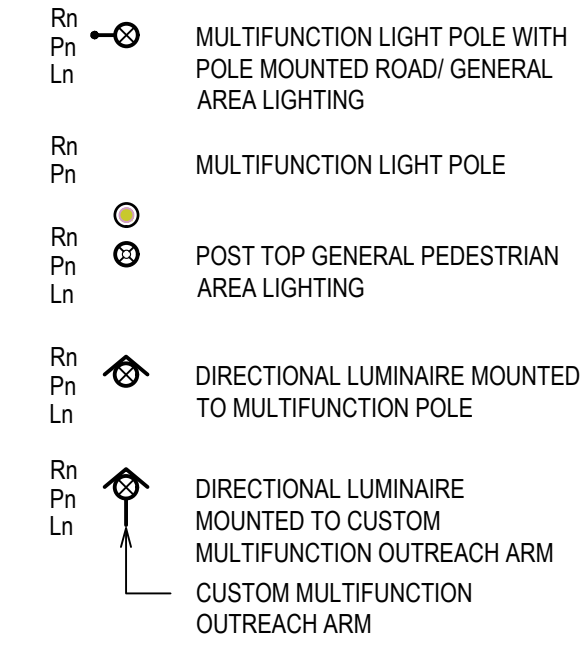 Rn
Pn
Ln
MULTIFUNCTION LIGHT POLE WITH
POLE MOUNTED ROAD/ GENERAL
AREA LIGHTING
Rn
Pn
MULTIFUNCTION LIGHT POLE
Rn
Pn
Ln
POST TOP GENERAL PEDESTRIAN
AREA LIGHTING
Rn
Pn
Ln
DIRECTIONAL LUMINAIRE MOUNTED
TO MULTIFUNCTION POLE
Rn
Pn
Ln
DIRECTIONAL LUMINAIRE
MOUNTED TO CUSTOM
MULTIFUNCTION OUTREACH ARM
CUSTOM MULTIFUNCTION
OUTREACH ARM